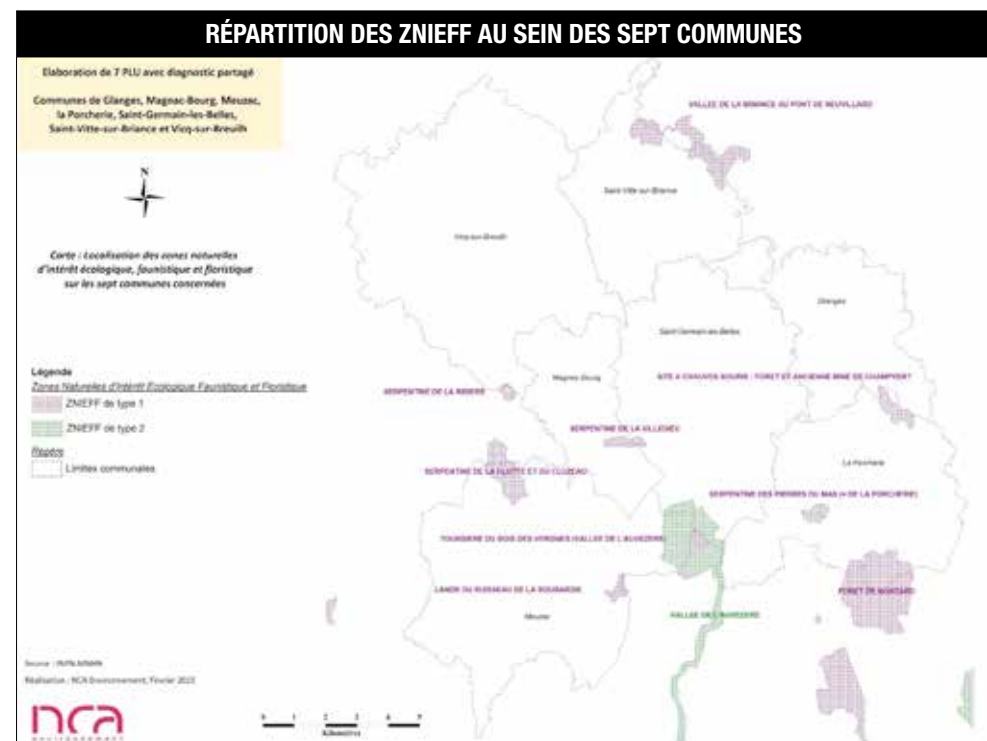 RÉPARTITION DES ZNIEFF AU SEIN DES SEPT COMMUNES
Elaboration de 7 PLU avec diagnostic partagé
Communes de Glanges, Magnac-Bourg, Meuzac,
la Porcherie, Saint-Germain-les-Belles,
Saint-Vitte-sur-Briance et Vicq-sur-Breuilh
N
Carte : Localisation des zones naturelles
d'intérêt écologique, faunistique et floristique
sur les sept communes concernées
Légende
Zones Naturelles d'Intérêt Ecologique Faunistique et Floristique
ZNIEFF de type 1
ZNIEFF de type 2
Repère
Limites communales
VALLEE DE LA BRIANCE AU PONT DE NEUVILLARD
Saint-Vitte-sur-Briance
Vicq-sur-Breuilh
Glanges
Saint-Germain-les-Belles
Magnac-Bourg
SITE A CHAUVES-SOURIS : FORET ET ANCIENNE MINE DE CHAMPVERT
SERPENTINE DE LA RIBIERE
SERPENTINE DE LA VILLEDIEU
La Porcherie
SERPENTINE DE LA FLOTTE ET DU CLUZEAU
SERPENTINE DES PIERRES DU MAS (= DE LA PORCHERIE)
TOURBIERE DU BOIS DES VERGNES (VALLEE DE L'AUVEZERE)
LANDE DU RUISSEAU DE LA
FORET DE
Meuzac
VALLEE DE L'AUVEZERE
Source :
Réalisation : NCA Environnement, Février
0 1 2 3 4
Kilomètres
nca
environnement